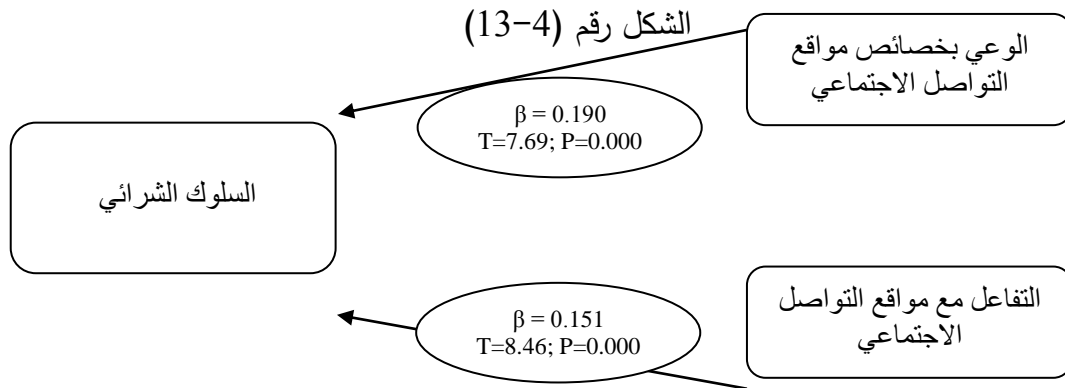 الشكل رقم (4-13)
الوعي بخصائص مواقع
التواصل الاجتماعي
β = 0.190
T=7.69; P=0.000
السلوك الشرائي
التفاعل مع مواقع التواصل
الاجتماعي
β = 0.151
T=8.46; P=0.000